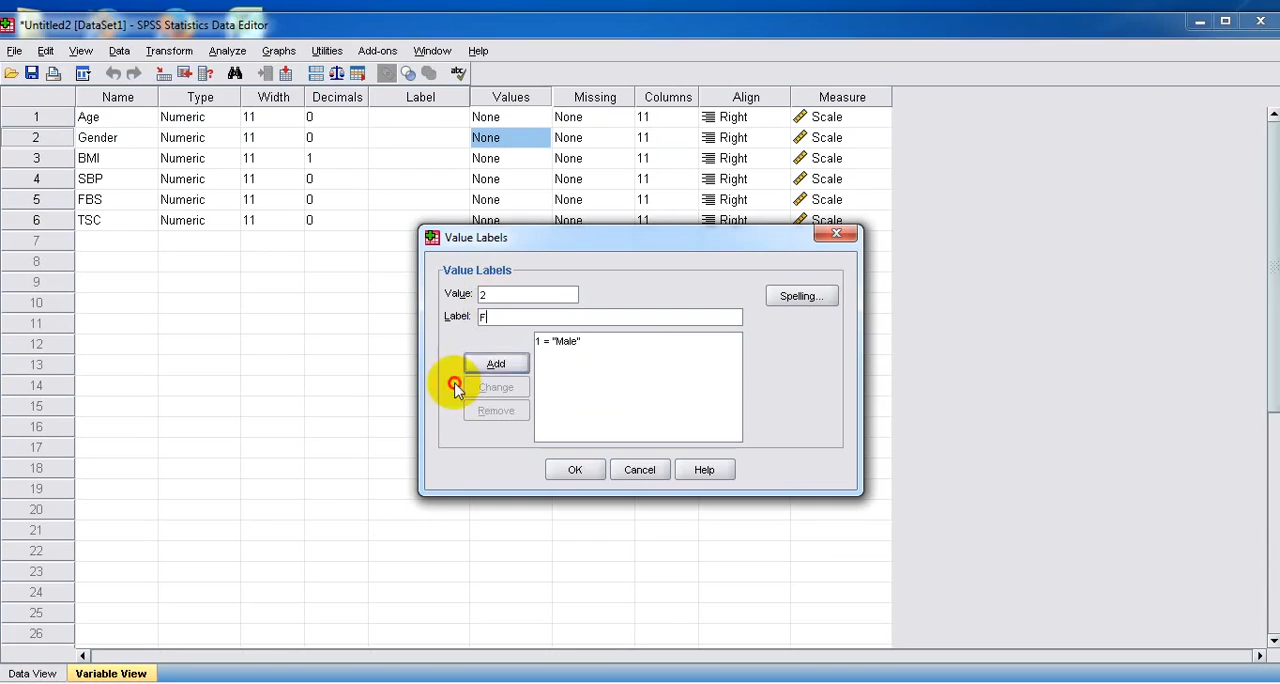 *Untitled2 [DataSet1] - SPSS Statistics Data Editor
File Edit View Data Transform Analyze Graphs Utilities Add-ons Window Help
Name Type Width Decimals Label Values Missing Columns Align Measure
1 Age Numeric 11 0 None None 11 Right Scale
2 Gender Numeric 11 0 None None 11 Right Scale
3 BMI Numeric 11 1 None None 11 Right Scale
4 SBP Numeric 11 0 None None 11 Right Scale
5 FBS Numeric 11 0 None None 11 Right Scale
6 TSC Numeric 11 0 None None 11 Right Scale
7
8
9
10
11
12
13
14
15
16
17
18
19
20
21
22
23
24
25
26
Value Labels
Value Labels
Value: 2
Spelling...
Label: F
1 = "Male"
Add
Change
Remove
OK Cancel Help
Data View Variable View